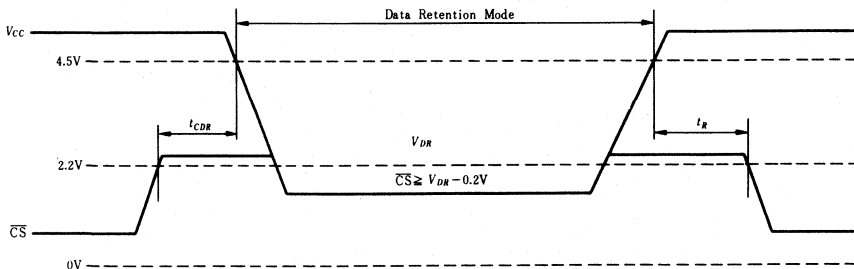 Data Retention Mode
Vcc
4.5V
tCDR
tR
VDR
2.2V
CS≧ VDR−0.2V
CS
0V